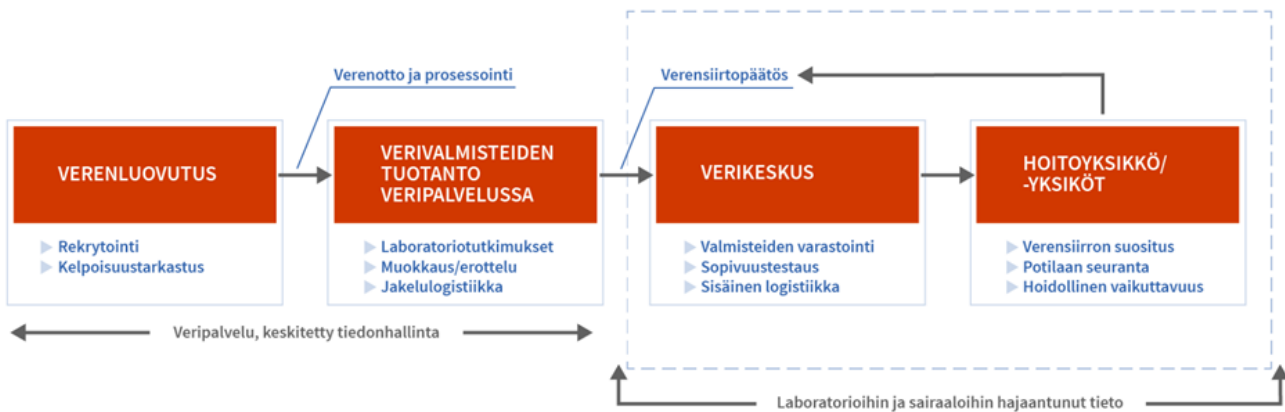 Verenotto ja prosessointi
Verensiirtopäätös
VERENLUOVUTUS
Rekrytointi
Kelpoisuustarkastus
VERIVALMISTEIDEN
TUOTANTO
VERIPALVELUSSA
Laboratoriotutkimukset
Muokkaus/erottelu
Jakelulogistiikka
VERIKESKUS
Valmisteiden varastointi
Sopivuustestaus
Sisäinen logistiikka
HOITOYKSIKKÖ/
-YKSIKÖT
Verensiirron suositus
Potilaan seuranta
Hoidollinen vaikuttavuus
Veripalvelu, keskitetty tiedonhallinta
Laboratorioihin ja sairaaloihin hajaantunut tieto